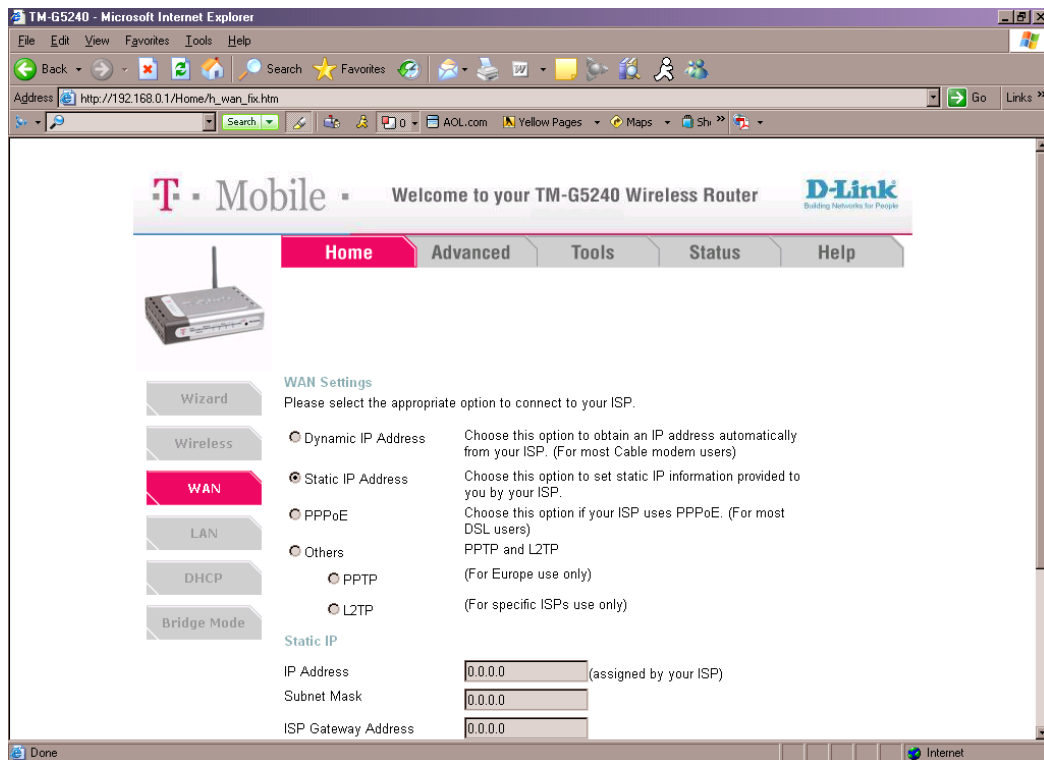 TM-G5240 - Microsoft Internet Explorer
File Edit View Favorites Tools Help
Back Search Favorites
Address http://192.168.0.1/Home/h_wan_fix.htm Go Links »
Search 0 AOL.com Yellow Pages Maps Sh »
T · Mobile · Welcome to your TM-G5240 Wireless Router D-Link
Building Networks for People
Home Advanced Tools Status Help
WAN Settings
Wizard
Please select the appropriate option to connect to your ISP.
Wireless
Dynamic IP Address Choose this option to obtain an IP address automatically
from your ISP. (For most Cable modem users)
WAN
Static IP Address Choose this option to set static IP information provided to
you by your ISP.
PPPoE Choose this option if your ISP uses PPPoE. (For most
DSL users)
LAN
Others PPTP and L2TP
DHCP
PPTP (For Europe use only)
L2TP (For specific ISPs use only)
Bridge Mode
Static IP
IP Address 0.0.0.0 (assigned by your ISP)
Subnet Mask 0.0.0.0
ISP Gateway Address 0.0.0.0
Done Internet